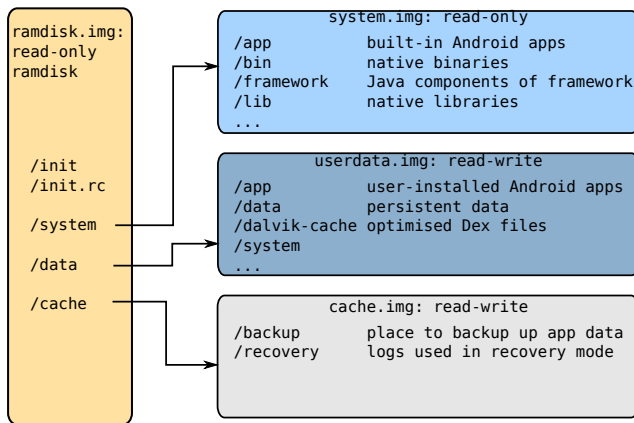 ramdisk.img:
read-only
ramdisk
/init
/init.rc
/system
/data
/cache
system.img: read-only
/app built-in Android apps
/bin native binaries
/framework Java components of framework
/lib native libraries
...
userdata.img: read-write
/app user-installed Android apps
/data persistent data
/dalvik-cache optimised Dex files
/system
...
cache.img: read-write
/backup place to backup up app data
/recovery logs used in recovery mode